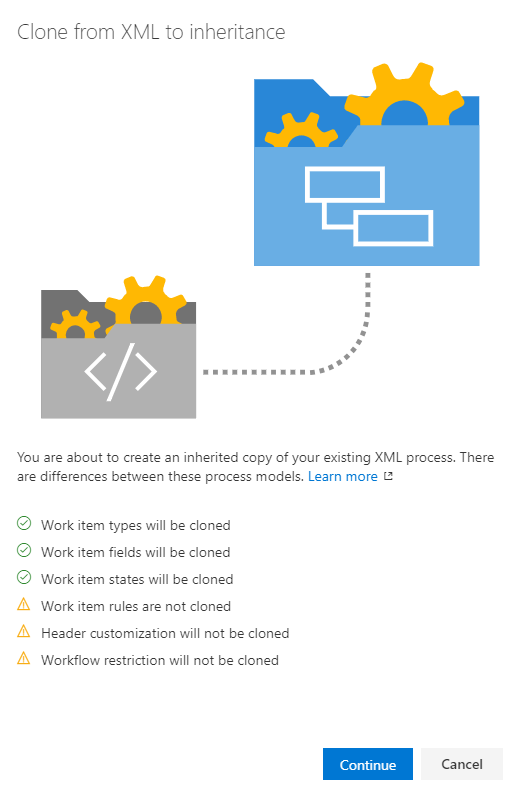 Clone from XML to inheritance
</>
You are about to create an inherited copy of your existing XML process. There
are differences between these process models. Learn more
Work item types will be cloned
Work item fields will be cloned
Work item states will be cloned
Work item rules are not cloned
Header customization will not be cloned
Workflow restriction will not be cloned
Continue Cancel